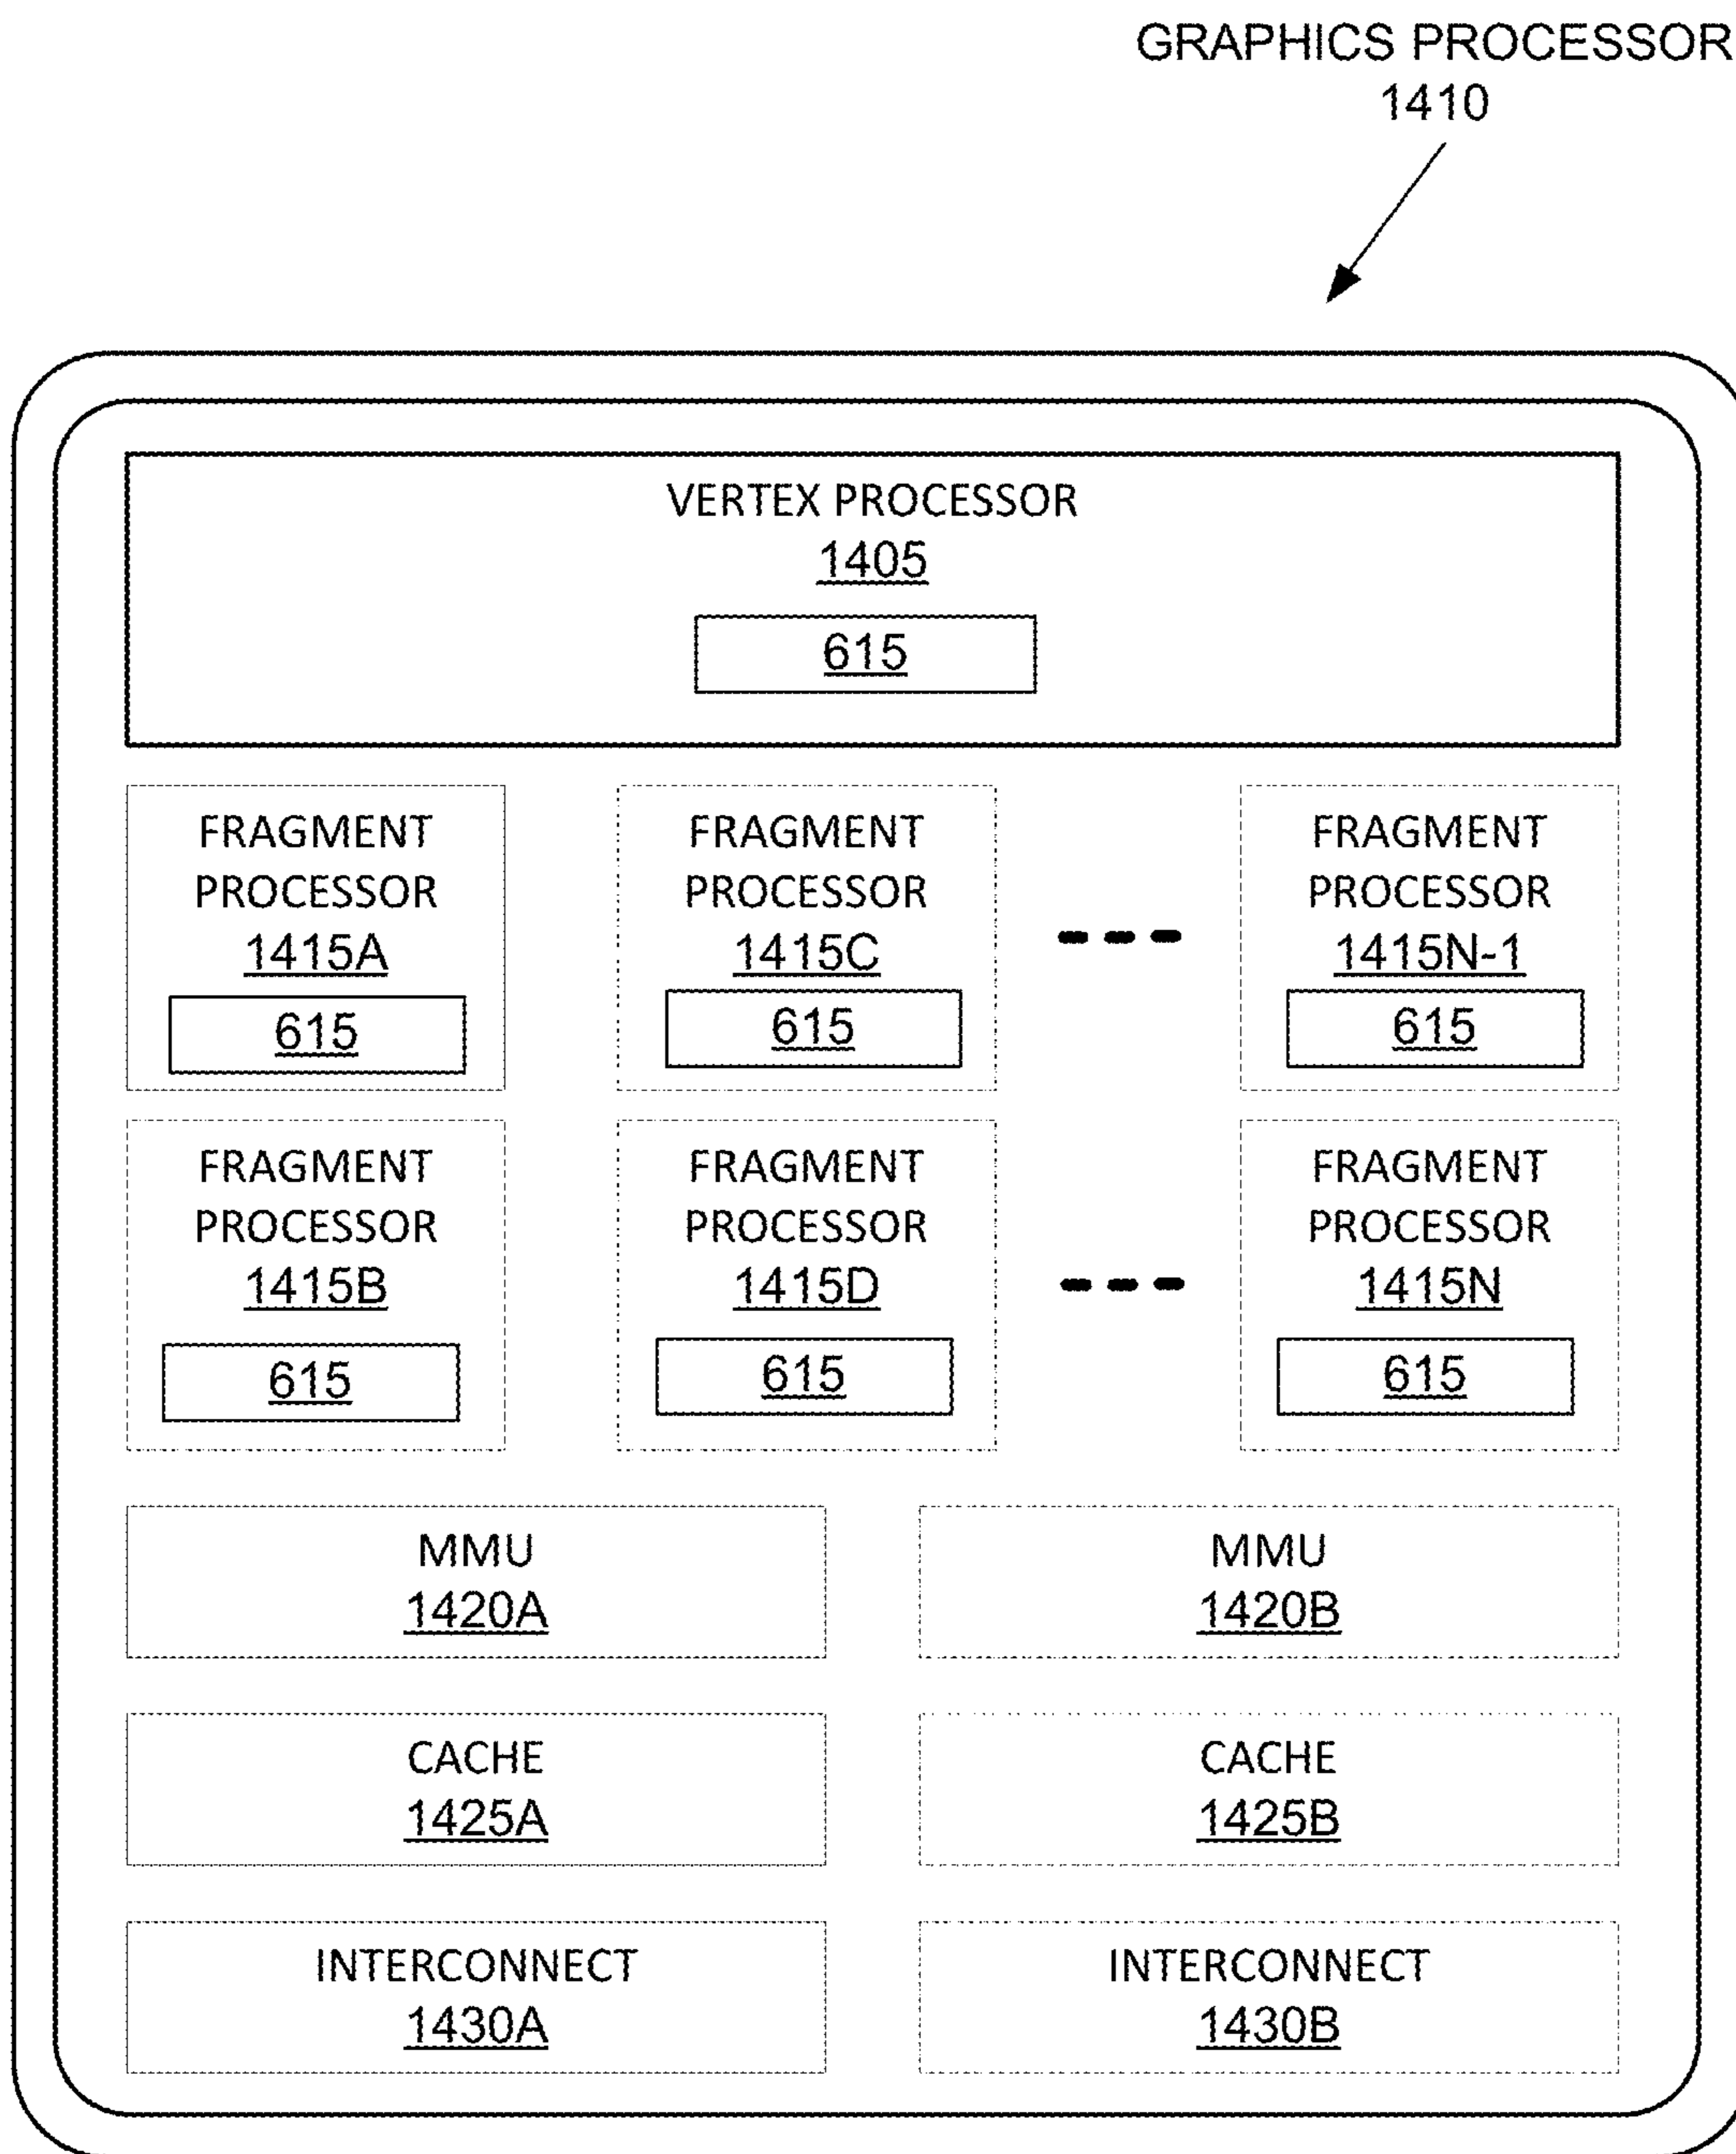 GRAPHICS PROCESSOR
1410
VERTEX PROCESSOR
1405
615
FRAGMENT
PROCESSOR
1415A
615
FRAGMENT
PROCESSOR
1415C
615
FRAGMENT
PROCESSOR
1415N-1
615
FRAGMENT
PROCESSOR
1415B
615
FRAGMENT
PROCESSOR
1415D
615
FRAGMENT
PROCESSOR
1415N
615
MMU
1420A
MMU
1420B
CACHE
1425A
CACHE
1425B
INTERCONNECT
1430A
INTERCONNECT
1430B